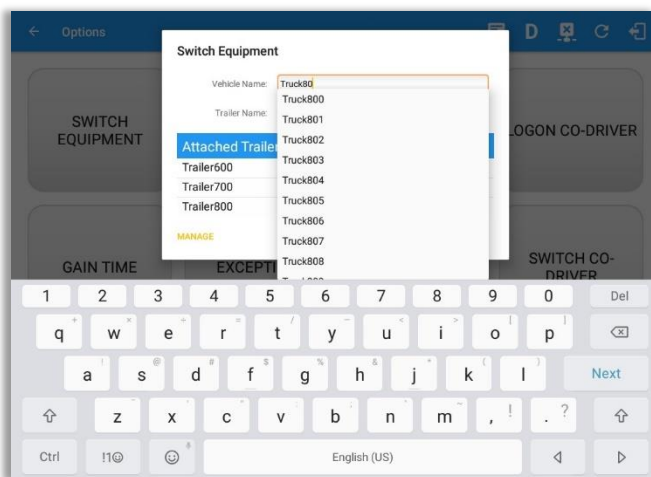 Options
D
Switch Equipment
Vehicle Name: Truck80
Trailer Name:
Truck800
Truck801
Truck802
Truck803
Truck804
Truck805
Truck806
Truck807
Truck808
Attached Trailer
Trailer600
Trailer700
Trailer800
MANAGE
SWITCH
EQUIPMENT
LOGON CO-DRIVER
GAIN TIME
EXCEPTI
SWITCH CO-
DRIVER
1 2 3 4 5 6 7 8 9 0 Del
q w e r t y u i o p
a s d f g h j k l Next
z x c v b n m , ! . ?
Ctrl !1☺ English (US)